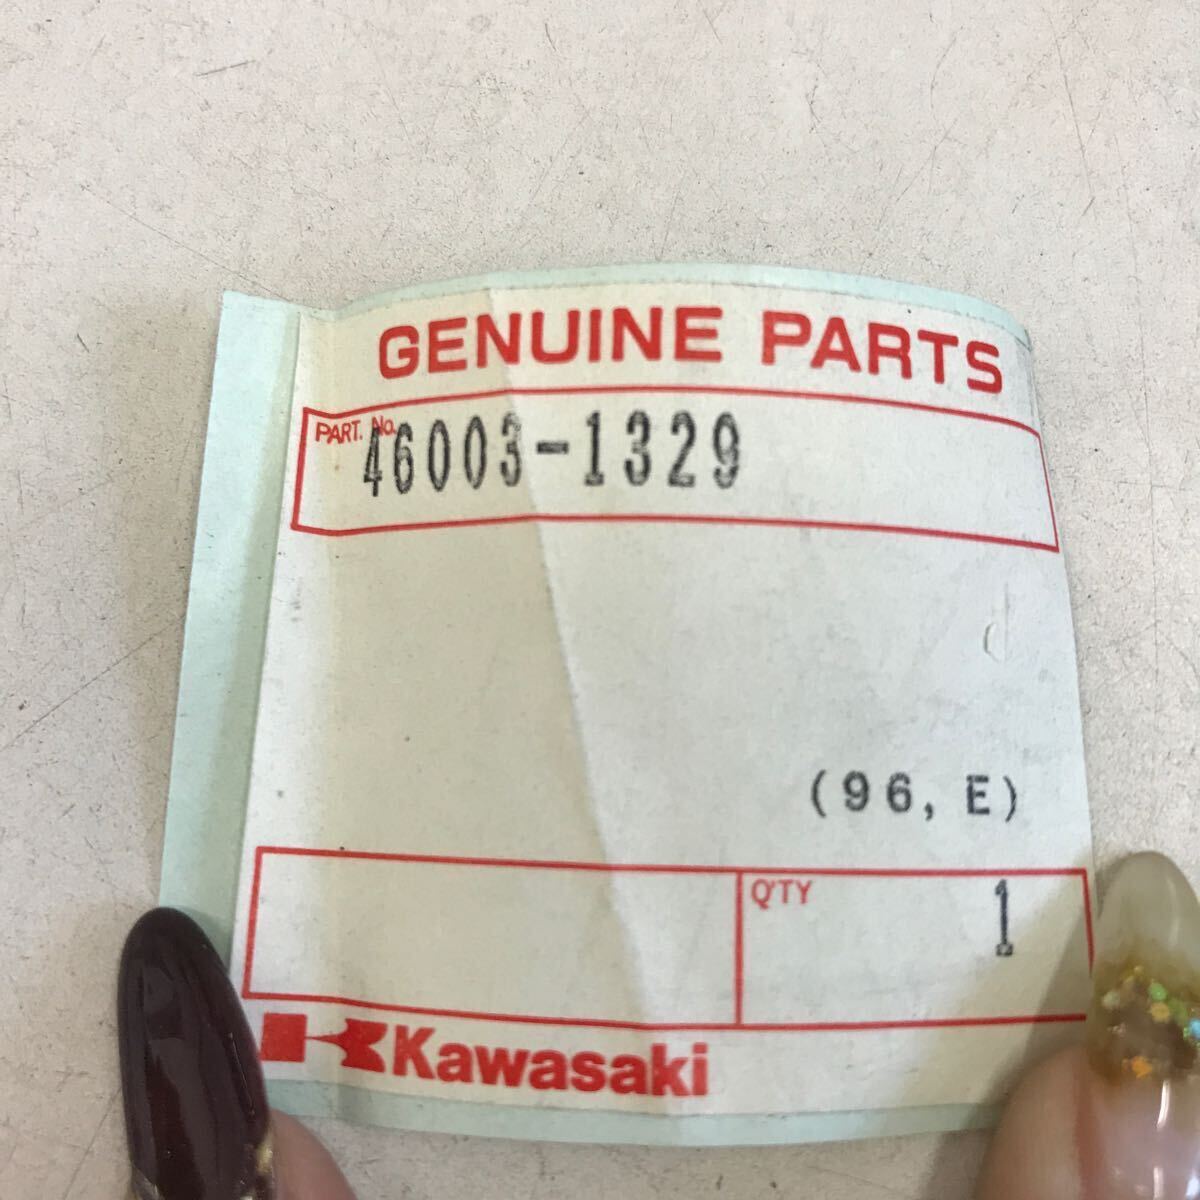 GENUINE PARTS
PART. No.
46003-1329
(96, E)
Q'TY
1
Kawasaki